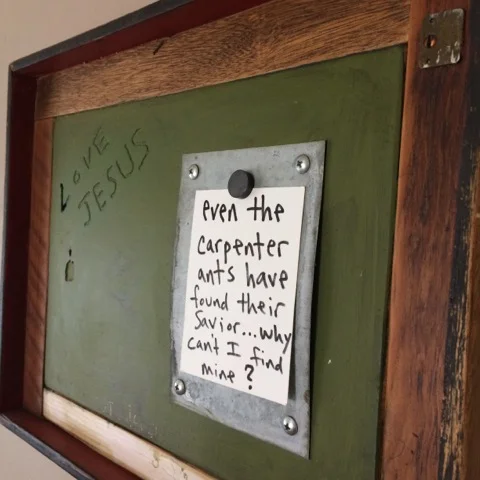 LOVE
JESUS
even the
carpenter
ants have
found their
Savior...why
can't I find
mine?